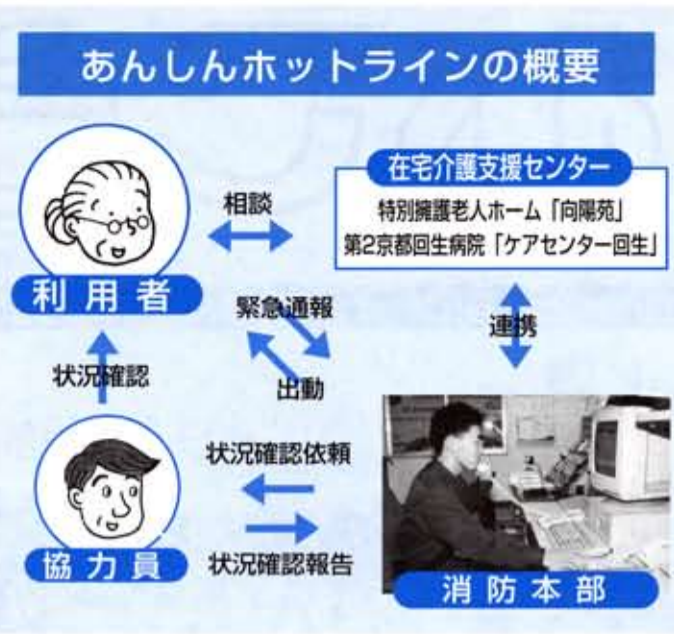 あんしんホットラインの概要
在宅介護支援センター
特別擁護老人ホーム「向陽苑」
第2京都回生病院「ケアセンター回生」
相談
利用者
緊急通報
出動
連携
状況確認
状況確認依頼
状況確認報告
協力員
消防本部